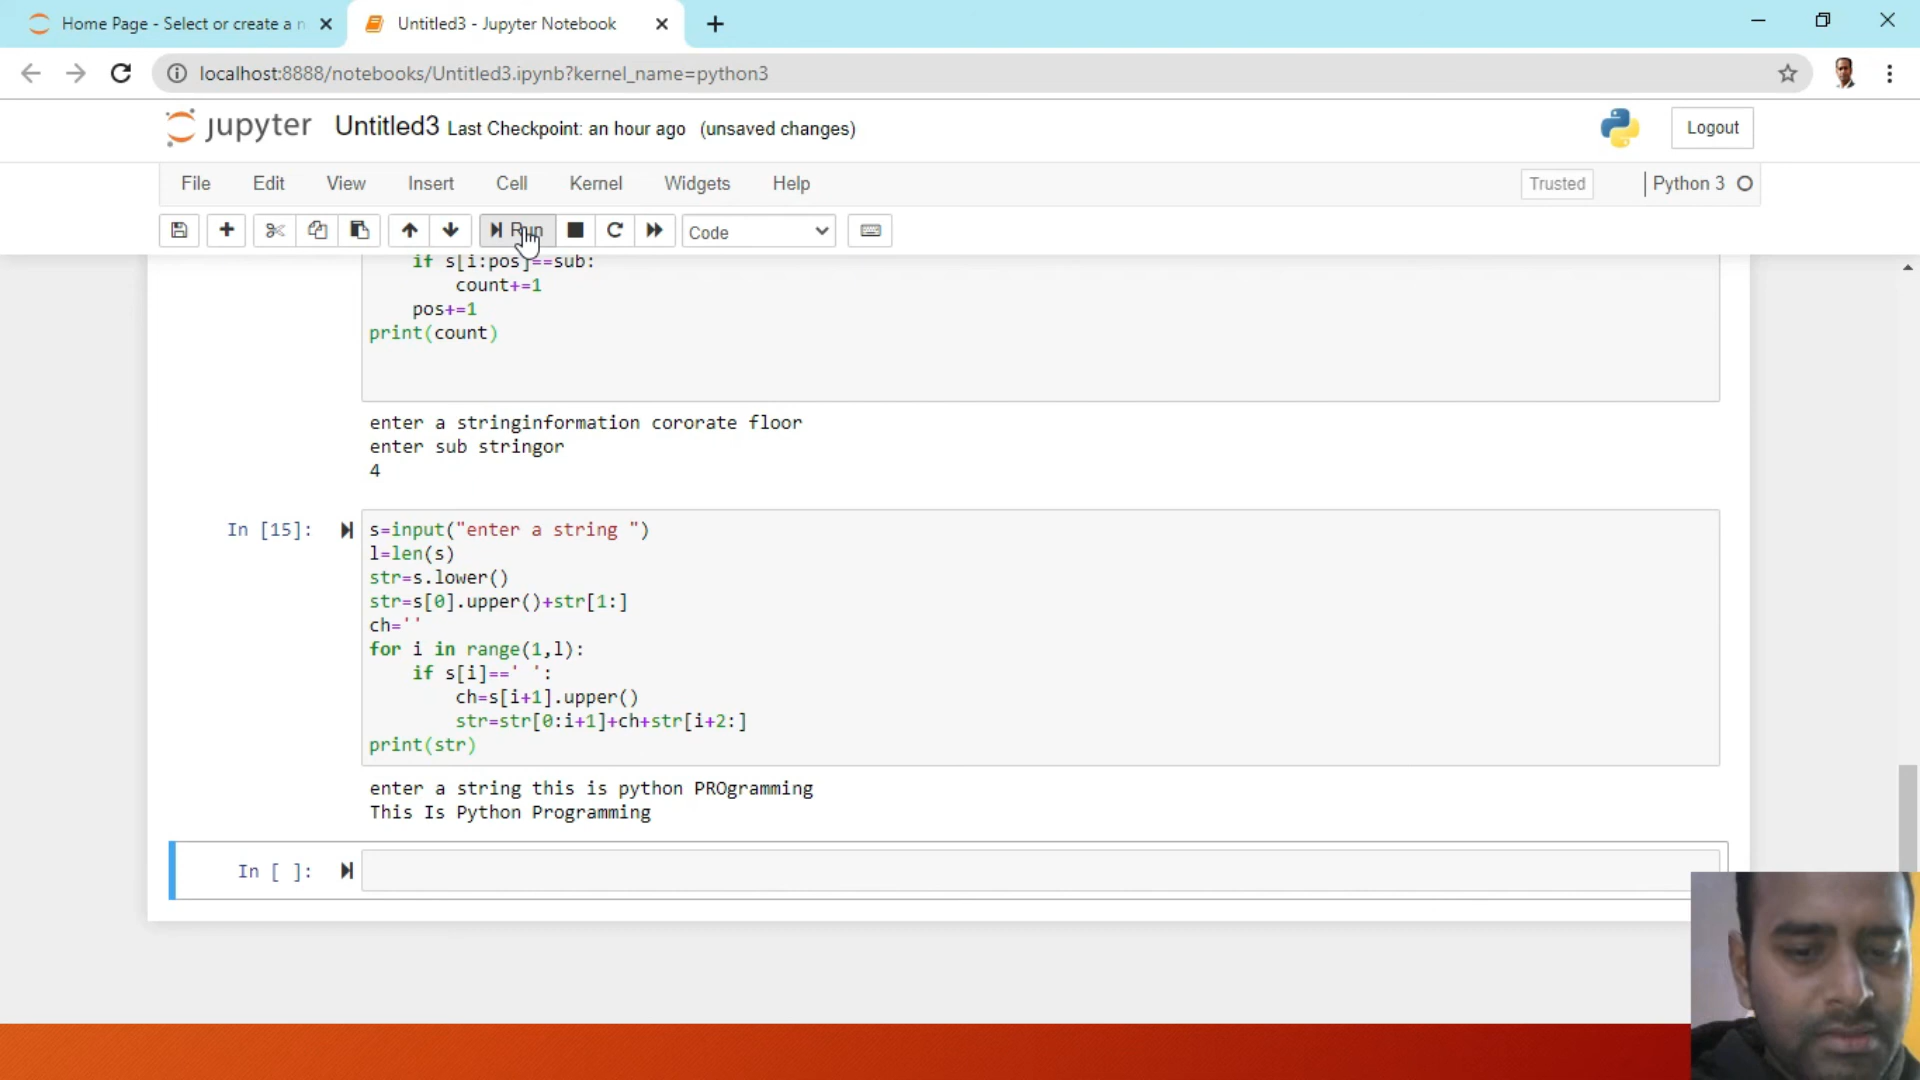 Home Page - Select or create a n
Untitled3 - Jupyter Notebook
localhost:8888/notebooks/Untitled3.ipynb?kernel_name=python3
jupyter Untitled3 Last Checkpoint: an hour ago (unsaved changes)
Logout
File Edit View Insert Cell Kernel Widgets Help
Trusted Python 3
Run Code
if s[i:pos]==sub:
count+=1
pos+=1
print(count)
enter a stringinformation cororate floor
enter sub stringor
4
In [15]:
s=input("enter a string ")
l=len(s)
str=s.lower()
str=s[0].upper()+str[1:]
ch=''
for i in range(1,l):
if s[i]==' ':
ch=s[i+1].upper()
str=str[0:i+1]+ch+str[i+2:]
print(str)
enter a string this is python PROgramming
This Is Python Programming
In [ ]: